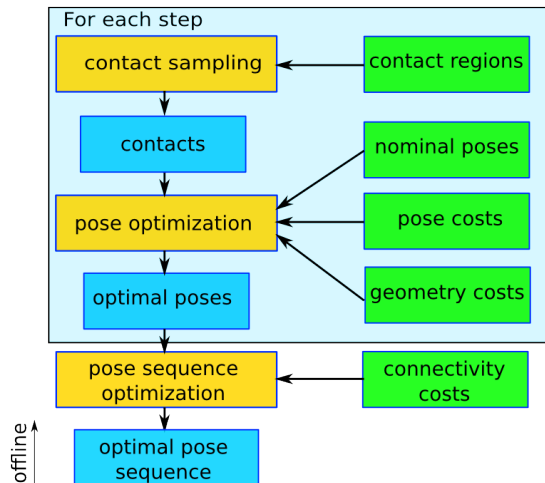 For each step
contact sampling
contact regions
contacts
nominal poses
pose optimization
pose costs
optimal poses
geometry costs
pose sequence
optimization
connectivity
costs
offline
optimal pose
sequence